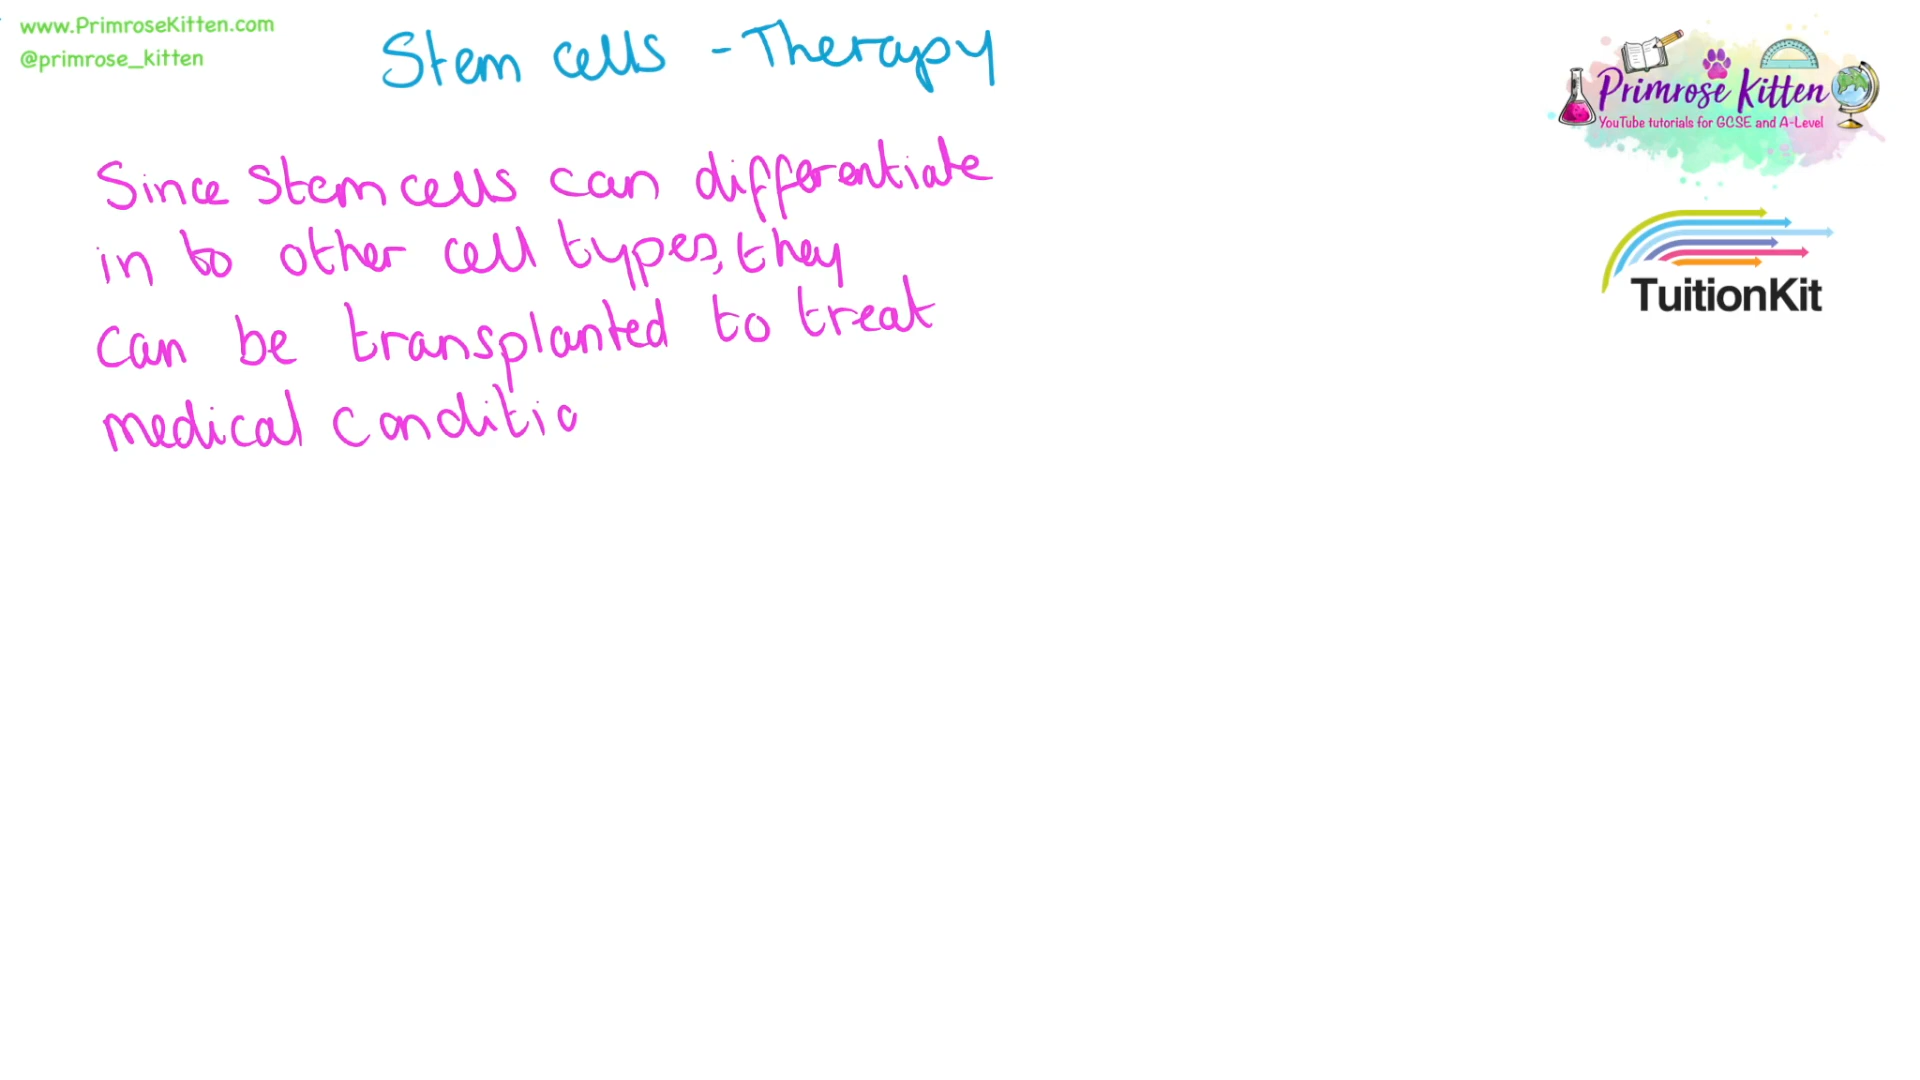 www.PrimroseKitten.com
@primrose_kitten
Stem cells - Therapy
Primrose Kitten
YouTube tutorials for GCSE and A-Level
TuitionKit
Since stem cells can differentiate
in to other cell types, they
can be transplanted to treat
medical conditio